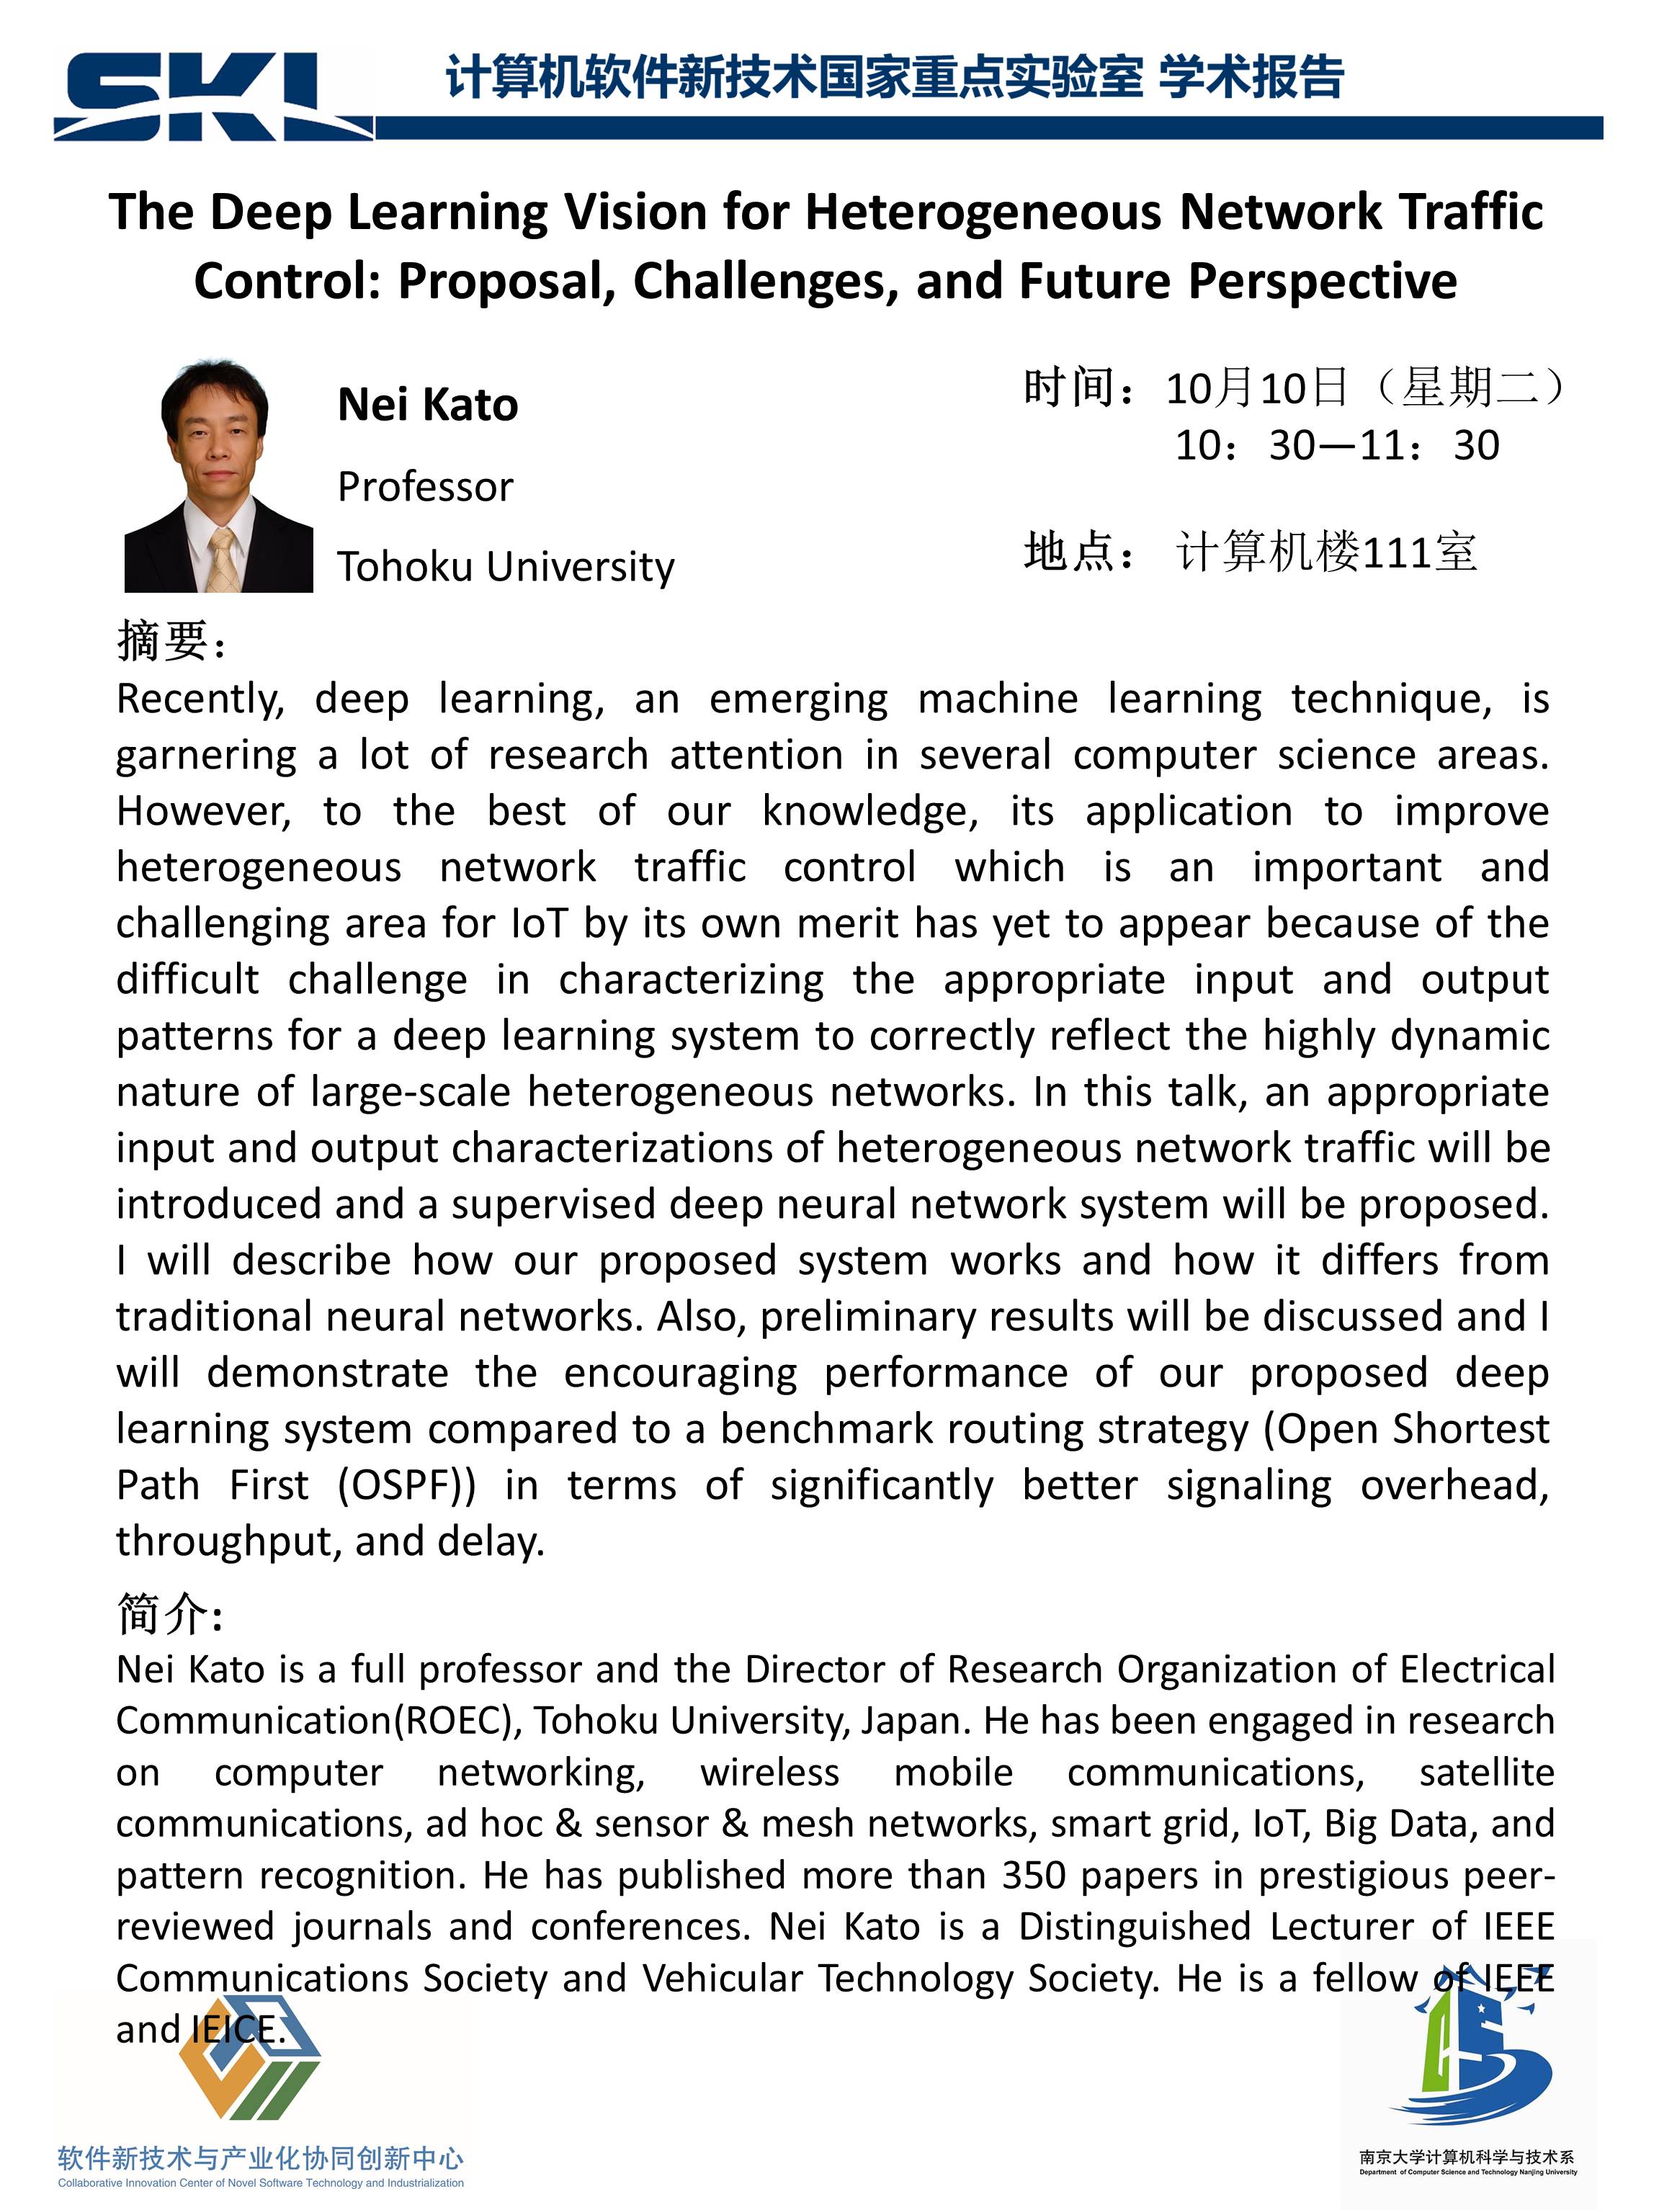 SKL
计算机软件新技术国家重点实验室 学术报告
The Deep Learning Vision for Heterogeneous Network Traffic
Control: Proposal, Challenges, and Future Perspective
Nei Kato
Professor
Tohoku University
时间：10月10日（星期二）
10：30—11：30
地点： 计算机楼111室
摘要：
Recently, deep learning, an emerging machine learning technique, is
garnering a lot of research attention in several computer science areas.
However, to the best of our knowledge, its application to improve
heterogeneous network traffic control which is an important and
challenging area for IoT by its own merit has yet to appear because of the
difficult challenge in characterizing the appropriate input and output
patterns for a deep learning system to correctly reflect the highly dynamic
nature of large-scale heterogeneous networks. In this talk, an appropriate
input and output characterizations of heterogeneous network traffic will be
introduced and a supervised deep neural network system will be proposed.
I will describe how our proposed system works and how it differs from
traditional neural networks. Also, preliminary results will be discussed and I
will demonstrate the encouraging performance of our proposed deep
learning system compared to a benchmark routing strategy (Open Shortest
Path First (OSPF)) in terms of significantly better signaling overhead,
throughput, and delay.
简介:
Nei Kato is a full professor and the Director of Research Organization of Electrical
Communication(ROEC), Tohoku University, Japan. He has been engaged in research
on computer networking, wireless mobile communications, satellite
communications, ad hoc & sensor & mesh networks, smart grid, IoT, Big Data, and
pattern recognition. He has published more than 350 papers in prestigious peer-
reviewed journals and conferences. Nei Kato is a Distinguished Lecturer of IEEE
Communications Society and Vehicular Technology Society. He is a fellow of IEEE
and IEICE.
软件新技术与产业化协同创新中心
Collaborative Innovation Center of Novel Software Technology and Industrialization
南京大学计算机科学与技术系
Department of Computer Science and Technology Nanjing University